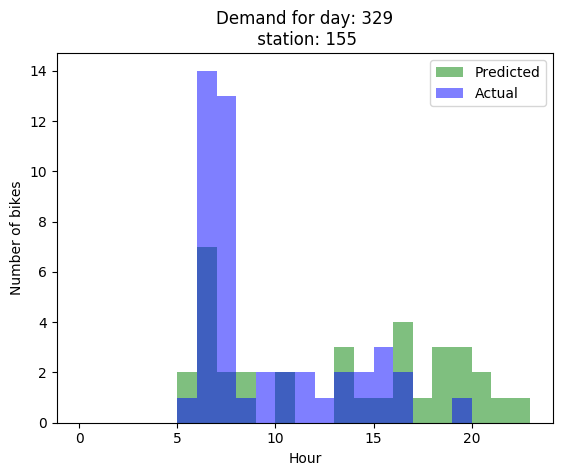 Demand for day: 329
station: 155
Predicted
Actual
Number of bikes
14
12
10
8
6
4
2
0
0
5
10
15
20
Hour